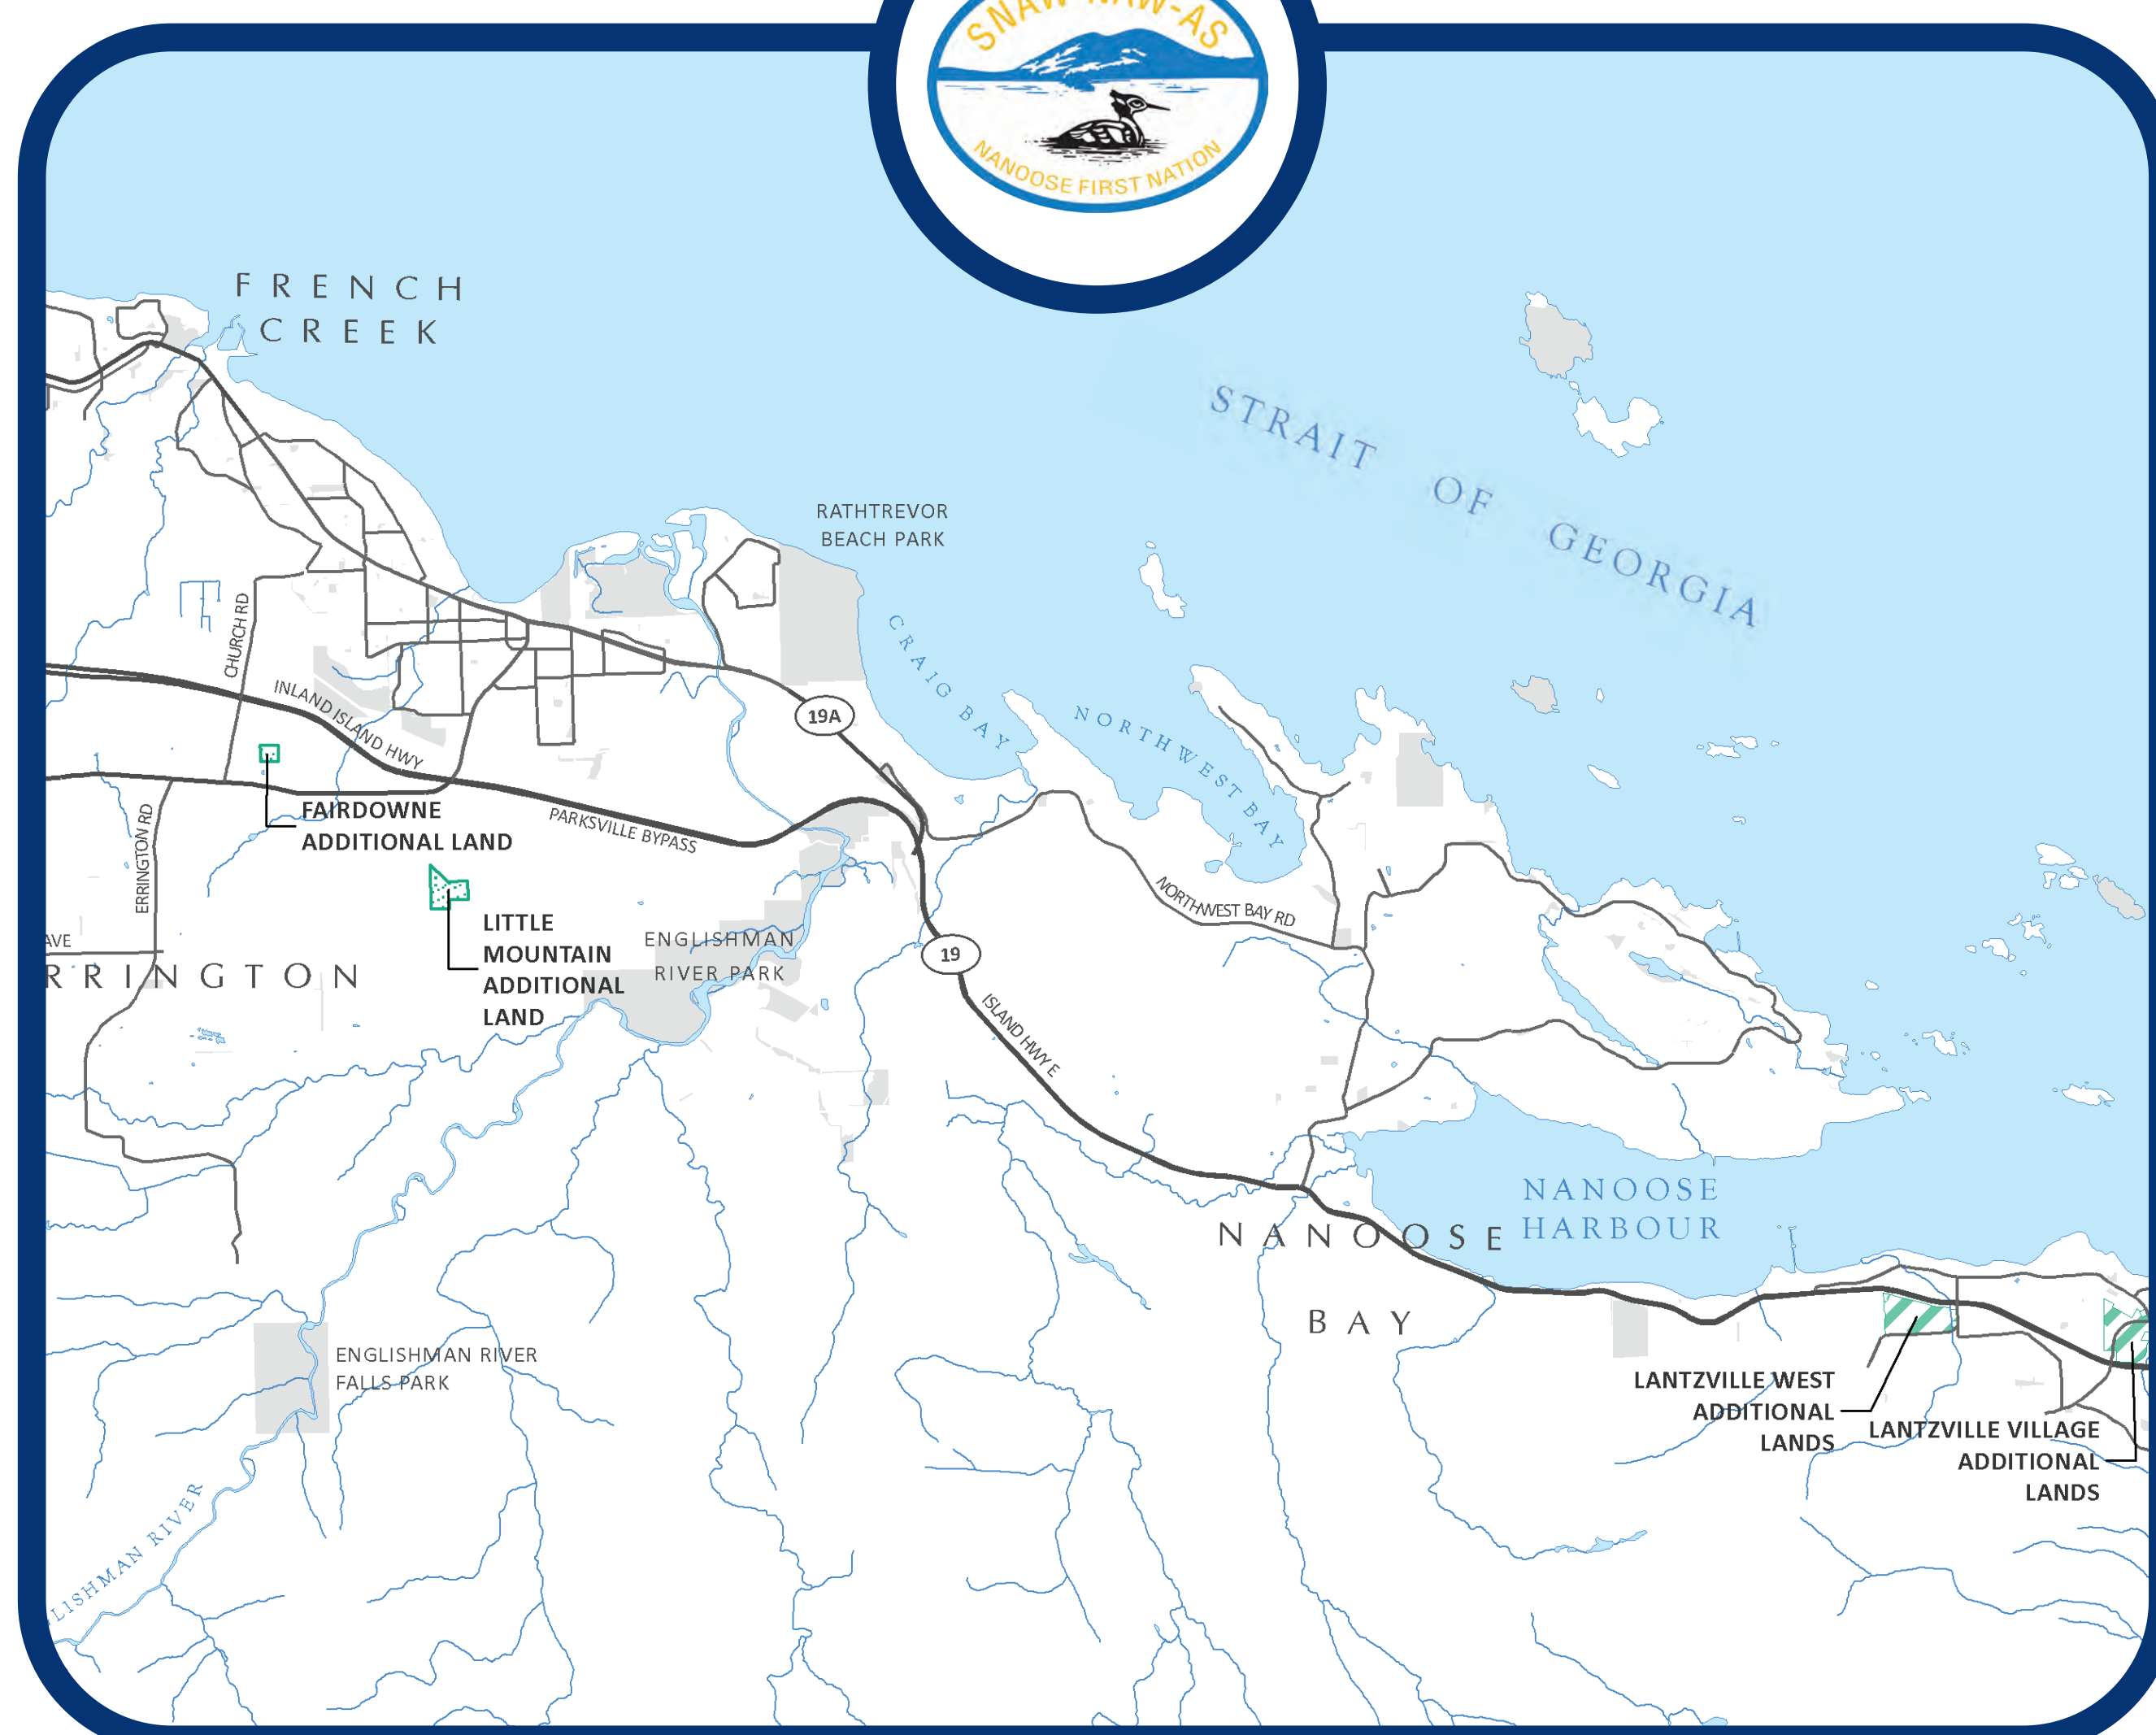 SNAW-NAW-AS
NANOOSE FIRST NATION
FRENCH
CREEK
STRAIT OF GEORGIA
RATHTREVOR
BEACH PARK
CRAIG BAY
NORTHWEST BAY
CHURCH RD
INLAND ISLAND HWY
19A
FAIRDOWNE
ADDITIONAL LAND
PARKSVILLE BYPASS
ERRINGTON RD
NORTHWEST BAY RD
LITTLE
MOUNTAIN
ADDITIONAL
LAND
ENGLISHMAN
RIVER PARK
19
AVE
RRINGTON
ISLAND HWY E
NANOOSE
HARBOUR
NANOOSE
BAY
ENGLISHMAN RIVER
FALLS PARK
LANTZVILLE WEST
ADDITIONAL
LANDS
LANTZVILLE VILLAGE
ADDITIONAL
LANDS
LISHMAN RIVER